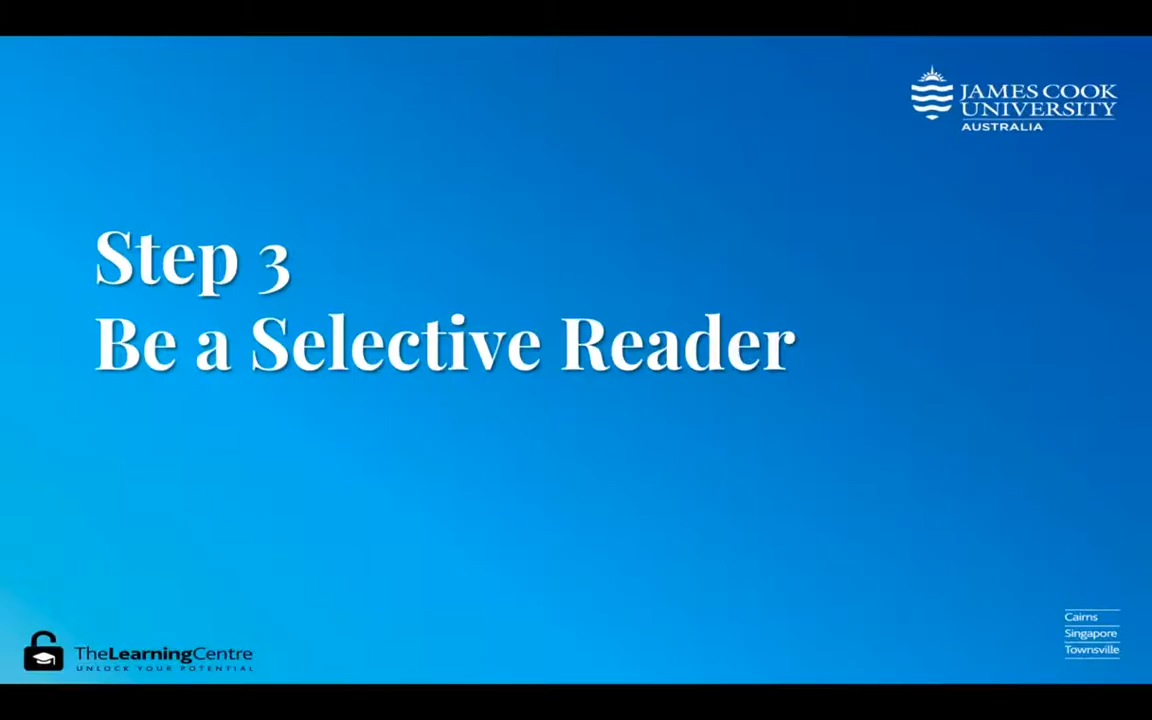 JAMES COOK
UNIVERSITY
AUSTRALIA
Step 3
Be a Selective Reader
Cairns
Singapore
Townsville
TheLearningCentre
UNLOCK YOUR POTENTIAL